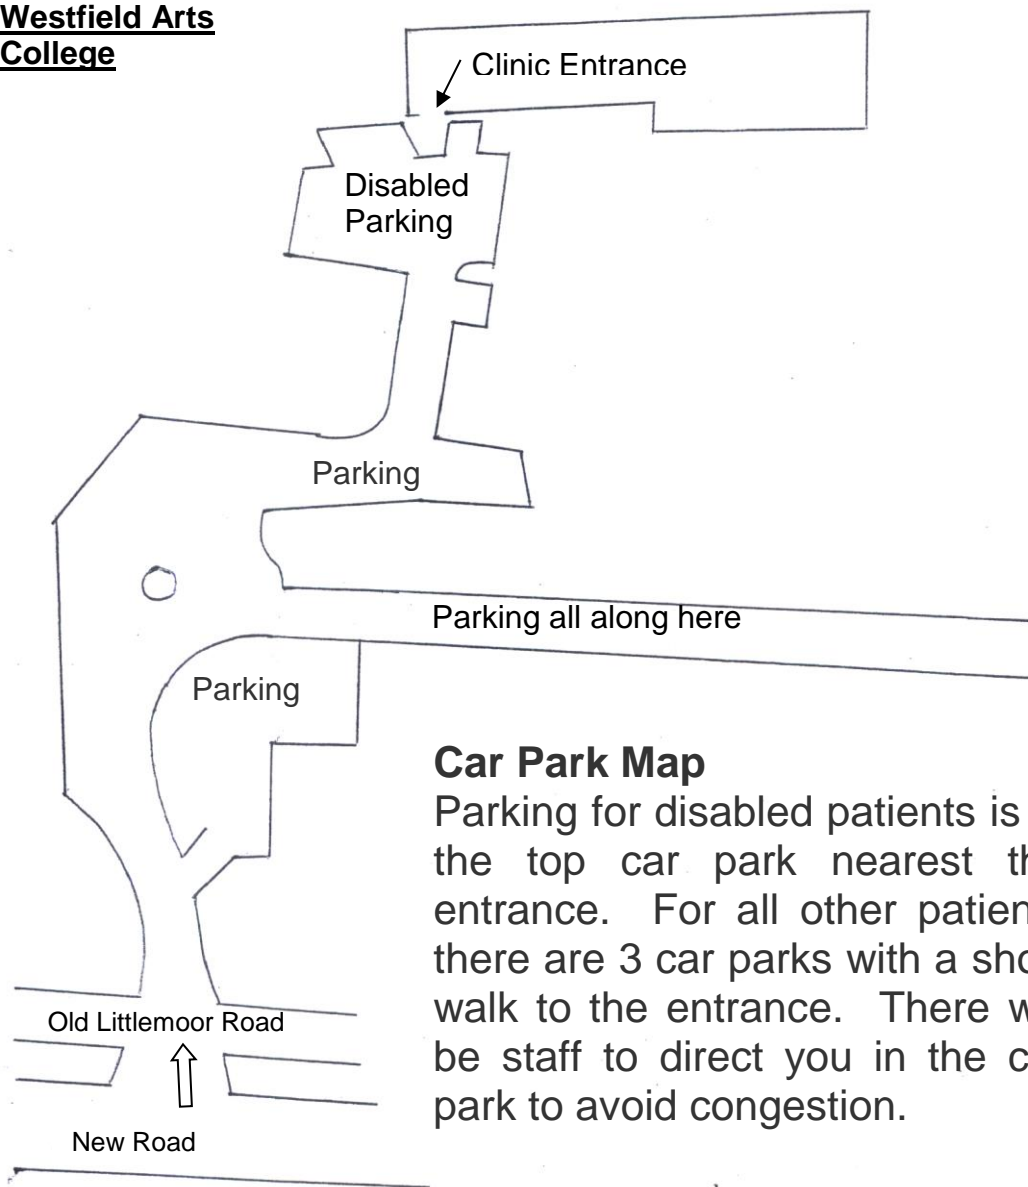 Westfield Arts
College
Clinic Entrance
Disabled
Parking
Parking
Parking all along here
Parking
Car Park Map
Parking for disabled patients is
the top car park nearest th
entrance. For all other patien
there are 3 car parks with a sho
walk to the entrance. There w
be staff to direct you in the c
park to avoid congestion.
Old Littlemoor Road
New Road